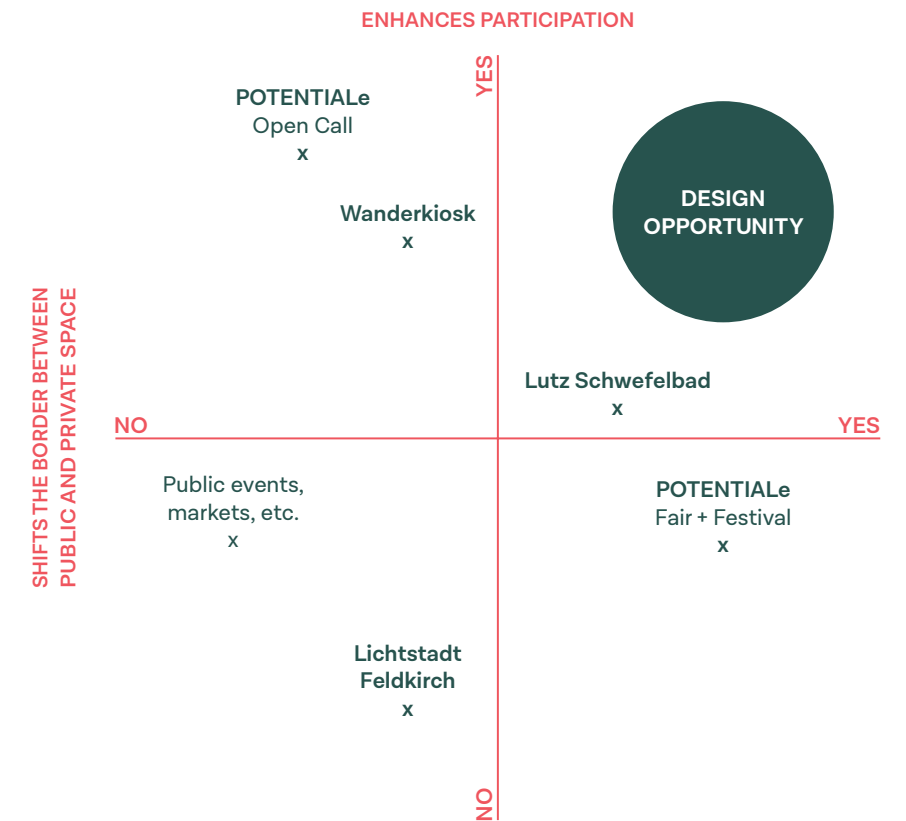 ENHANCES PARTICIPATION
YES
POTENTIALe
Open Call
x
Wanderkiosk
x
DESIGN
OPPORTUNITY
SHIFTS THE BORDER BETWEEN
PUBLIC AND PRIVATE SPACE
Lutz Schwefelbad
x
NO
YES
Public events,
markets, etc.
x
POTENTIALe
Fair + Festival
x
Lichtstadt
Feldkirch
x
NO